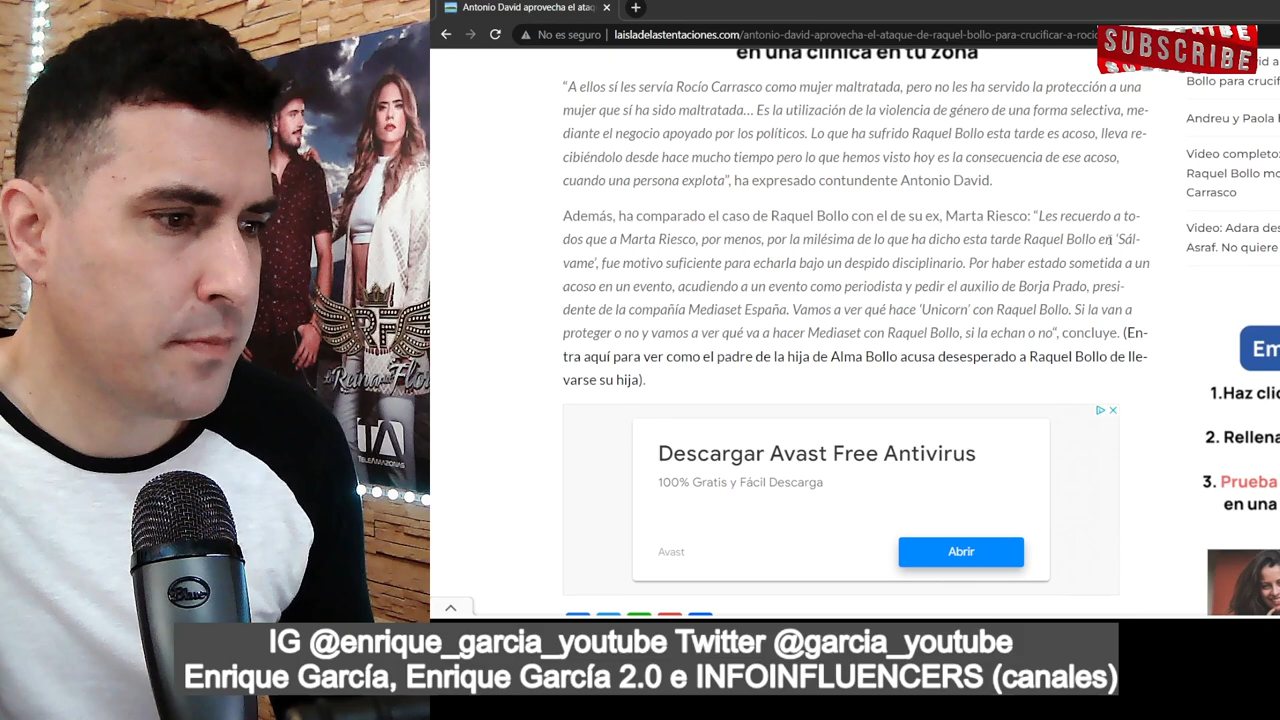 Antonio David aprovecha el ataq
No es seguro
laisladelastentaciones.com/antonio-david-aprovecha-el-ataque-de-raquel-bollo-para-crucificar-a-rocio-
SUBSCRIBE
en una clínica en tu zona
“A ellos sí les servía Rocío Carrasco como mujer maltratada, pero no les ha servido la protección a una
mujer que sí ha sido maltratada… Es la utilización de la violencia de género de una forma selectiva, me-
diante el negocio apoyado por los políticos. Lo que ha sufrido Raquel Bollo esta tarde es acoso, lleva re-
cibiéndolo desde hace mucho tiempo pero lo que hemos visto hoy es la consecuencia de ese acoso,
cuando una persona explota”, ha expresado contundente Antonio David.
Además, ha comparado el caso de Raquel Bollo con el de su ex, Marta Riesco: “Les recuerdo a to-
dos que a Marta Riesco, por menos, por la milésima de lo que ha dicho esta tarde Raquel Bollo en ‘Sál-
vame’, fue motivo suficiente para echarla bajo un despido disciplinario. Por haber estado sometida a un
acoso en un evento, acudiendo a un evento como periodista y pedir el auxilio de Borja Prado, presi-
dente de la compañía Mediaset España. Vamos a ver qué hace ‘Unicorn’ con Raquel Bollo. Si la van a
proteger o no y vamos a ver qué va a hacer Mediaset con Raquel Bollo, si la echan o no“, concluye. (En-
tra aquí para ver como el padre de la hija de Alma Bollo acusa desesperado a Raquel Bollo de lle-
varse su hija).
Descargar Avast Free Antivirus
100% Gratis y Fácil Descarga
Avast
Abrir
Bollo para crucif
Andreu y Paola
Video completo:
Raquel Bollo mo
Carrasco
Video: Adara des
Asraf. No quiere
Em
1.Haz clic
2. Rellena
3. Prueba
en una
RF
La Reina del Flo
TA
TELEAMAZONAS
Blue
IG @enrique_garcia_youtube Twitter @garcia_youtube
Enrique García, Enrique García 2.0 e INFOINFLUENCERS (canales)